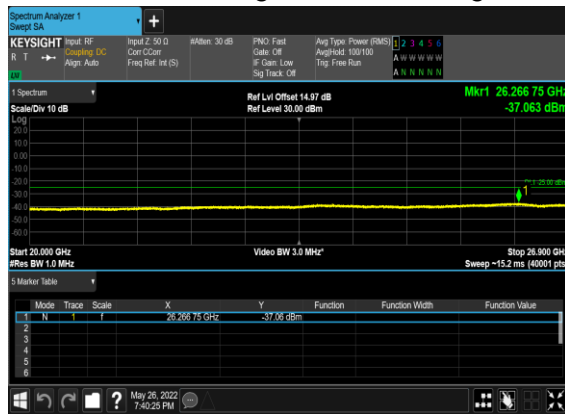 Spectrum Analyzer 1
Swept SA
KEYSIGHT Input: RF Input Z: 50 Ω #Atten: 30 dB PNO: Fast Avg Type: Power (RMS) 1 2 3 4 5 6
R T Coupling: DC Corr CCorr Gate: Off Avg|Hold: 100/100 A W W W W W
Align: Auto Freq Ref: Int (S) IF Gain: Low Trig: Free Run
LW Sig Track: Off A N N N N N
1 Spectrum Ref Lvl Offset 14.97 dB Mkr1 26.266 75 GHz
Scale/Div 10 dB Ref Level 30.00 dBm -37.063 dBm
Log
20.0
10.0
0.00
-10.0
-20.0
-25.00 dBm
1
-30.0
-40.0
-50.0
-60.0
Start 20.000 GHz Video BW 3.0 MHz* Stop 26.900 GHz
#Res BW 1.0 MHz Sweep ~15.2 ms (40001 pts)
5 Marker Table
Mode Trace Scale X Y Function Function Width Function Value
1 N 1 f 26.266 75 GHz -37.06 dBm
2
3
4
5
6
? May 26, 2022
7:40:25 PM